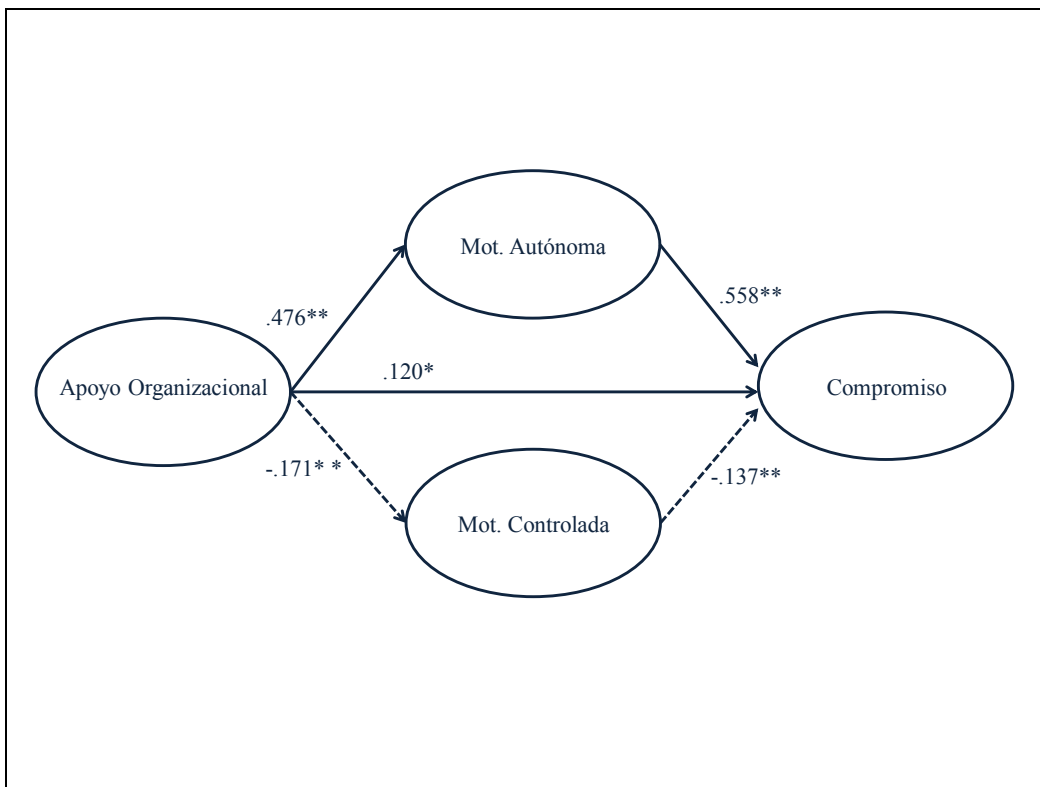 Mot. Autónoma
.558**
.476**
.120*
Apoyo Organizacional
Compromiso
-.171* *
-.137**
Mot. Controlada